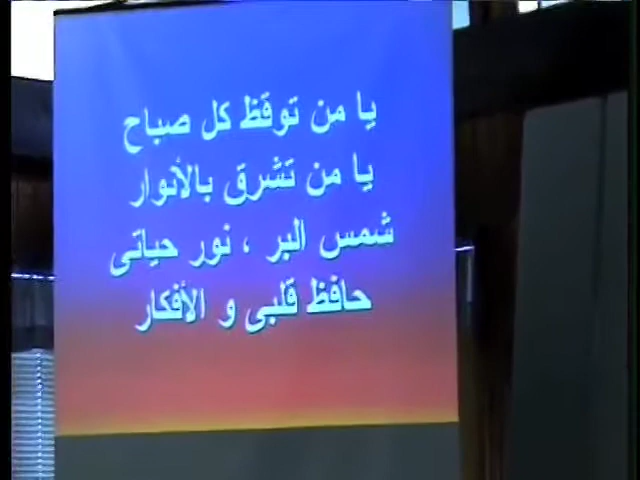 يا من توقظ كل صباح
يا من تشرق بالأنوار
شمس البر ، نور حياتى
حافظ قلبى و الأفكار